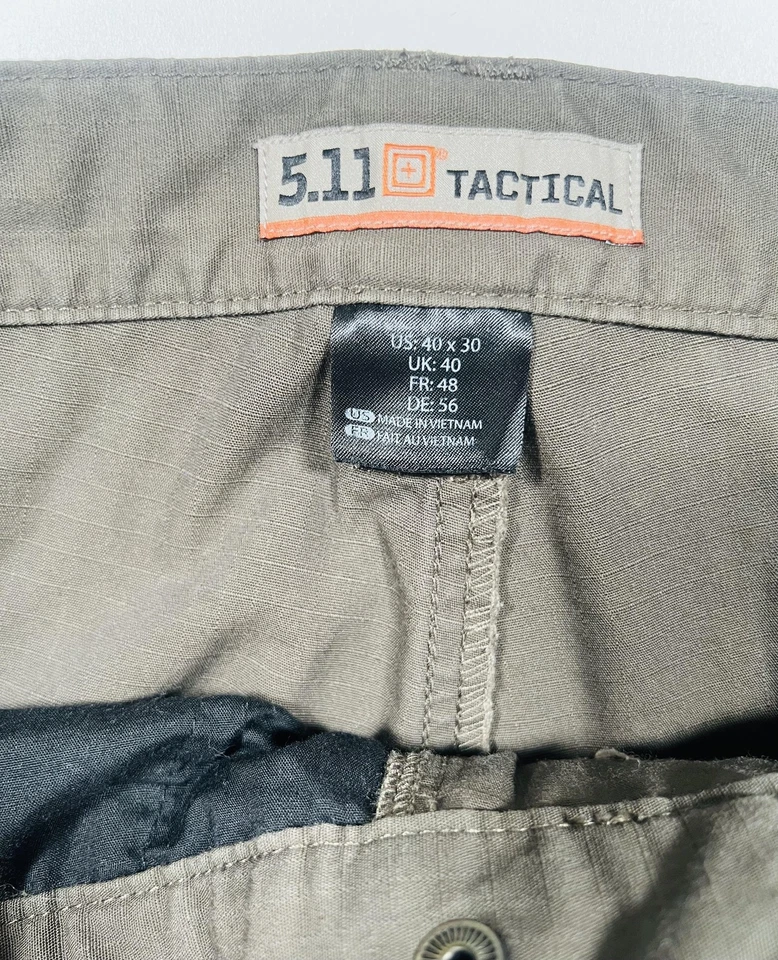 5.11® TACTICAL
US: 40 x 30
UK: 40
FR: 48
DE: 56
US MADE IN VIETNAM
FR FAIT AU VIETNAM